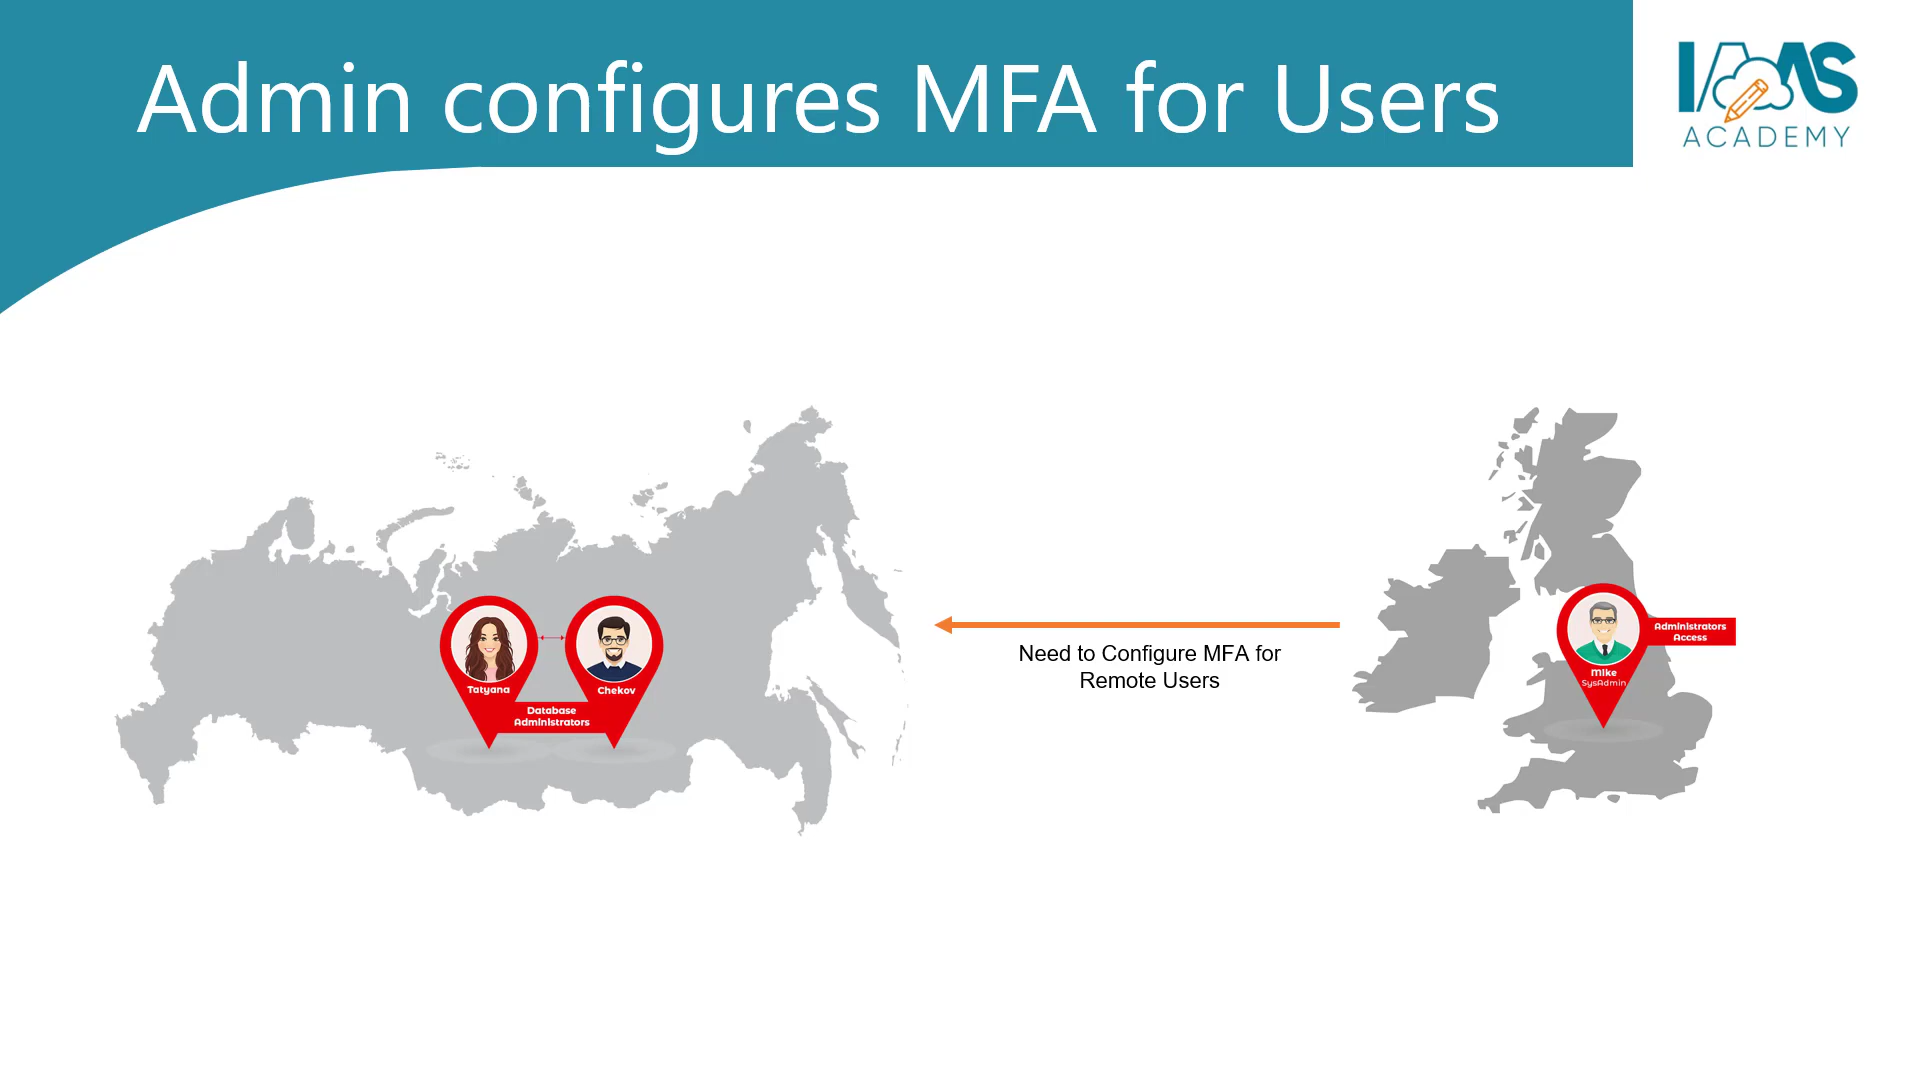 Admin configures MFA for Users
IAAS
ACADEMY
Tatyana
Chekov
Database
Administrators
Need to Configure MFA for
Remote Users
Mike
SysAdmin
Administrators
Access